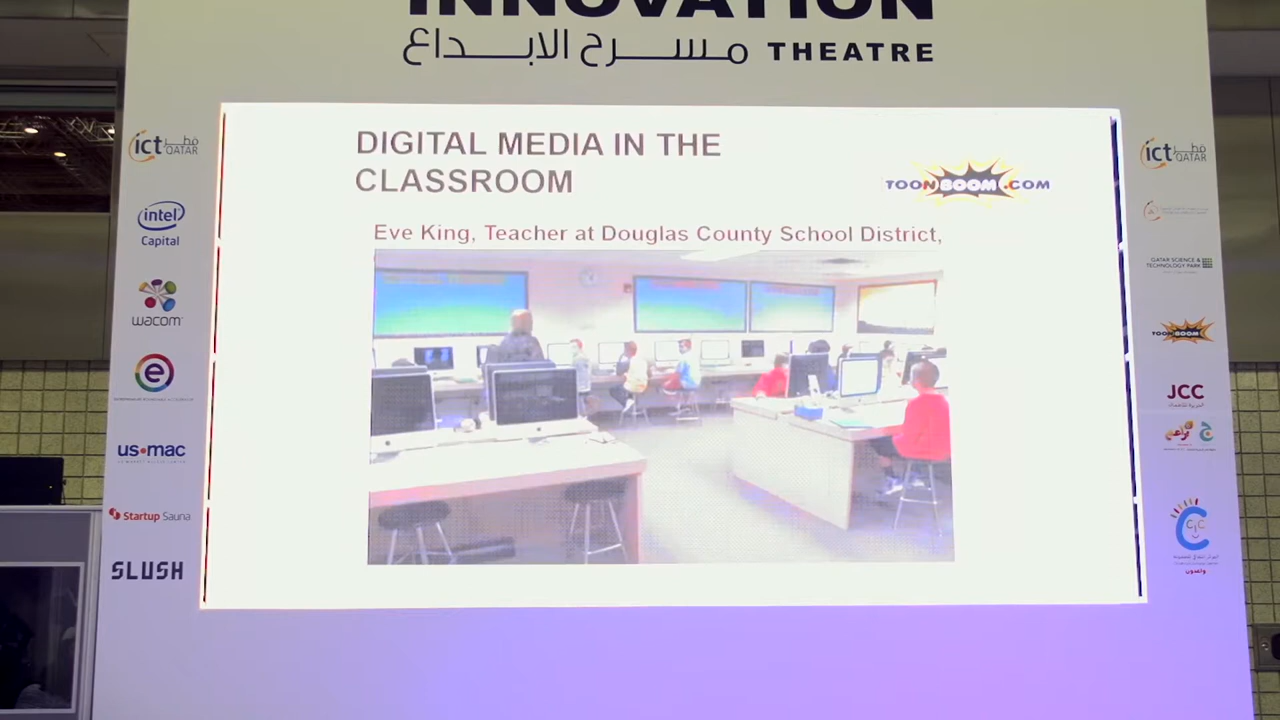 INNOVATION
مسرح الابداع THEATRE
DIGITAL MEDIA IN THE
CLASSROOM
TOONBOOM.COM
Eve King, Teacher at Douglas County School District,
ict قطر
QATAR
intel
Capital
wacom
e
us mac
Startup Sauna
SLUSH
ict قطر
QATAR
QATAR SCIENCE &
TECHNOLOGY PARK
TOONBOOM
JCC
براعم
ج
C
CIC